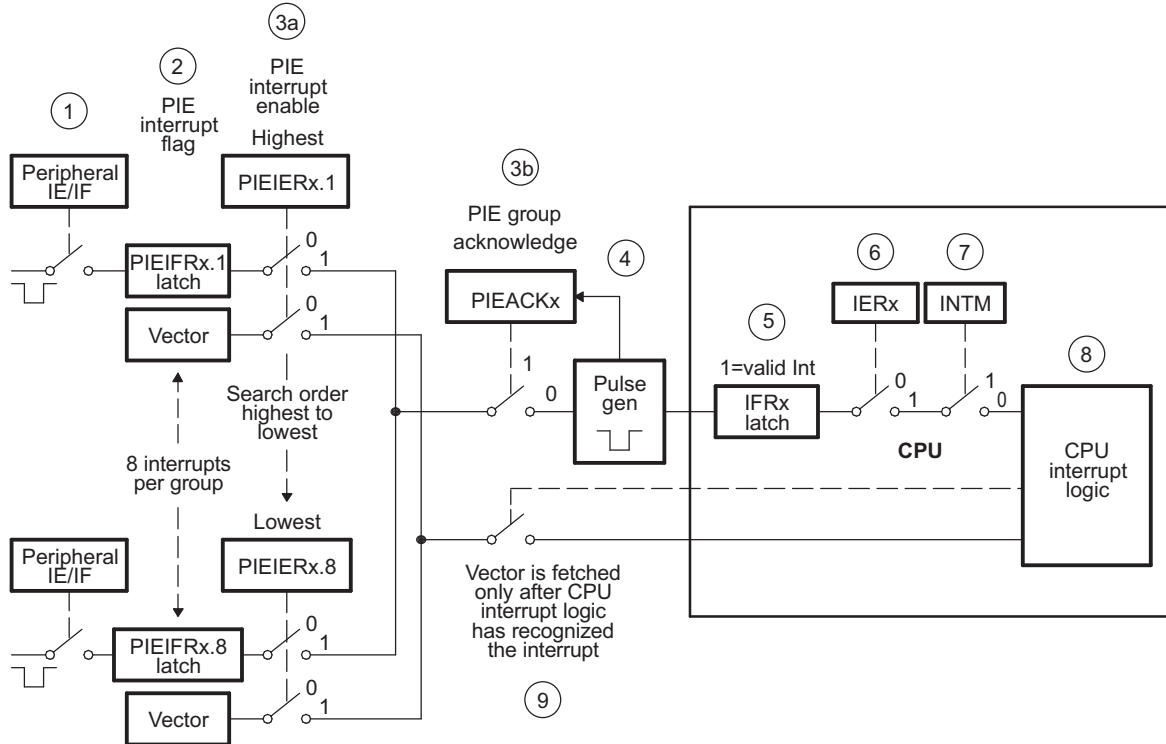 3a
PIE
interrupt
enable
Highest
2
PIE
interrupt
flag
1
Peripheral
IE/IF
PIEIERx.1
PIEIFRx.1
latch
0
1
Vector
0
1
Search order
highest to
lowest
8 interrupts
per group
Lowest
Peripheral
IE/IF
PIEIERx.8
PIEIFRx.8
latch
0
1
Vector
0
1
3b
PIE group
acknowledge
PIEACKx
1
0
4
Pulse
gen
5
1=valid Int
IFRx
latch
6
IERx
0
1
7
INTM
1
0
CPU
8
CPU
interrupt
logic
Vector is fetched
only after CPU
interrupt logic
has recognized
the interrupt
9